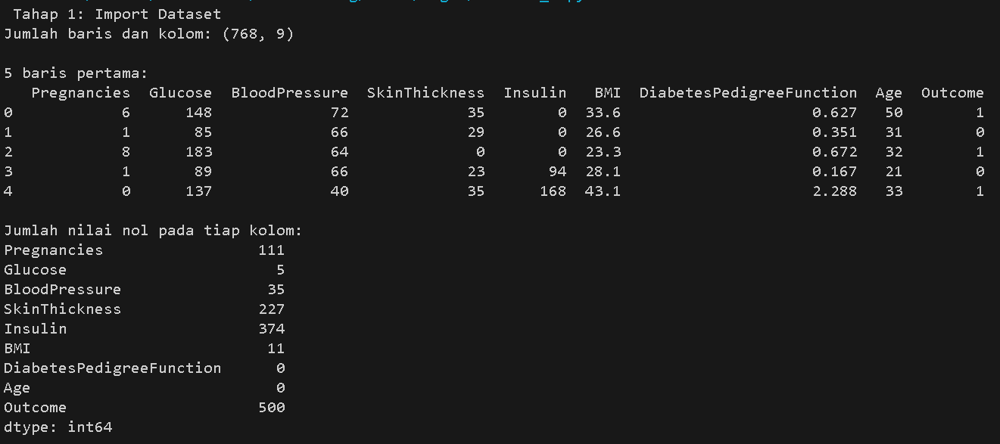 Tahap 1: Import Dataset
Jumlah baris dan kolom: (768, 9)
5 baris pertama:
Pregnancies Glucose BloodPressure SkinThickness Insulin BMI DiabetesPedigreeFunction Age Outcome
0 6 148 72 35 0 33.6 0.627 50 1
1 1 85 66 29 0 26.6 0.351 31 0
2 8 183 64 0 0 23.3 0.672 32 1
3 1 89 66 23 94 28.1 0.167 21 0
4 0 137 40 35 168 43.1 2.288 33 1
Jumlah nilai nol pada tiap kolom:
Pregnancies 111
Glucose 5
BloodPressure 35
SkinThickness 227
Insulin 374
BMI 11
DiabetesPedigreeFunction 0
Age 0
Outcome 500
dtype: int64